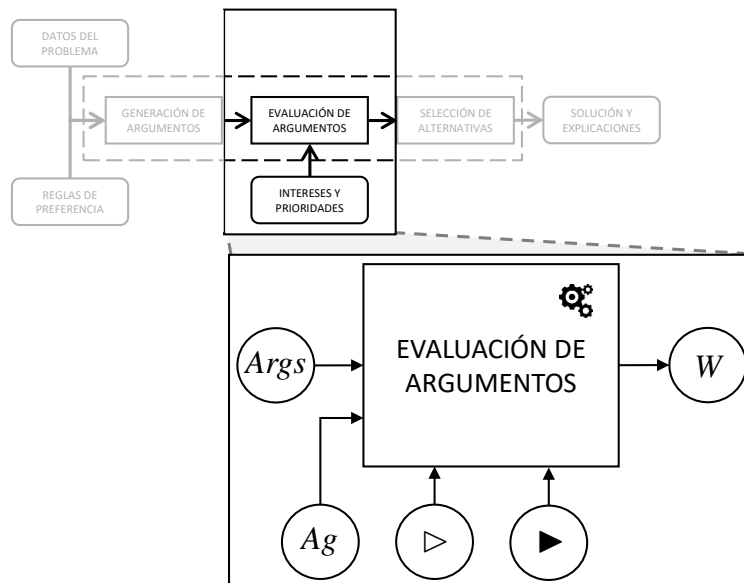 DATOS DEL
PROBLEMA
GENERACIÓN DE
ARGUMENTOS
EVALUACIÓN DE
ARGUMENTOS
SELECCIÓN DE
ALTERNATIVAS
SOLUCIÓN Y
EXPLICACIONES
REGLAS DE
PREFERENCIA
INTERESES Y
PRIORIDADES
EVALUACIÓN DE
ARGUMENTOS
Args
W
Ag
▷
▶